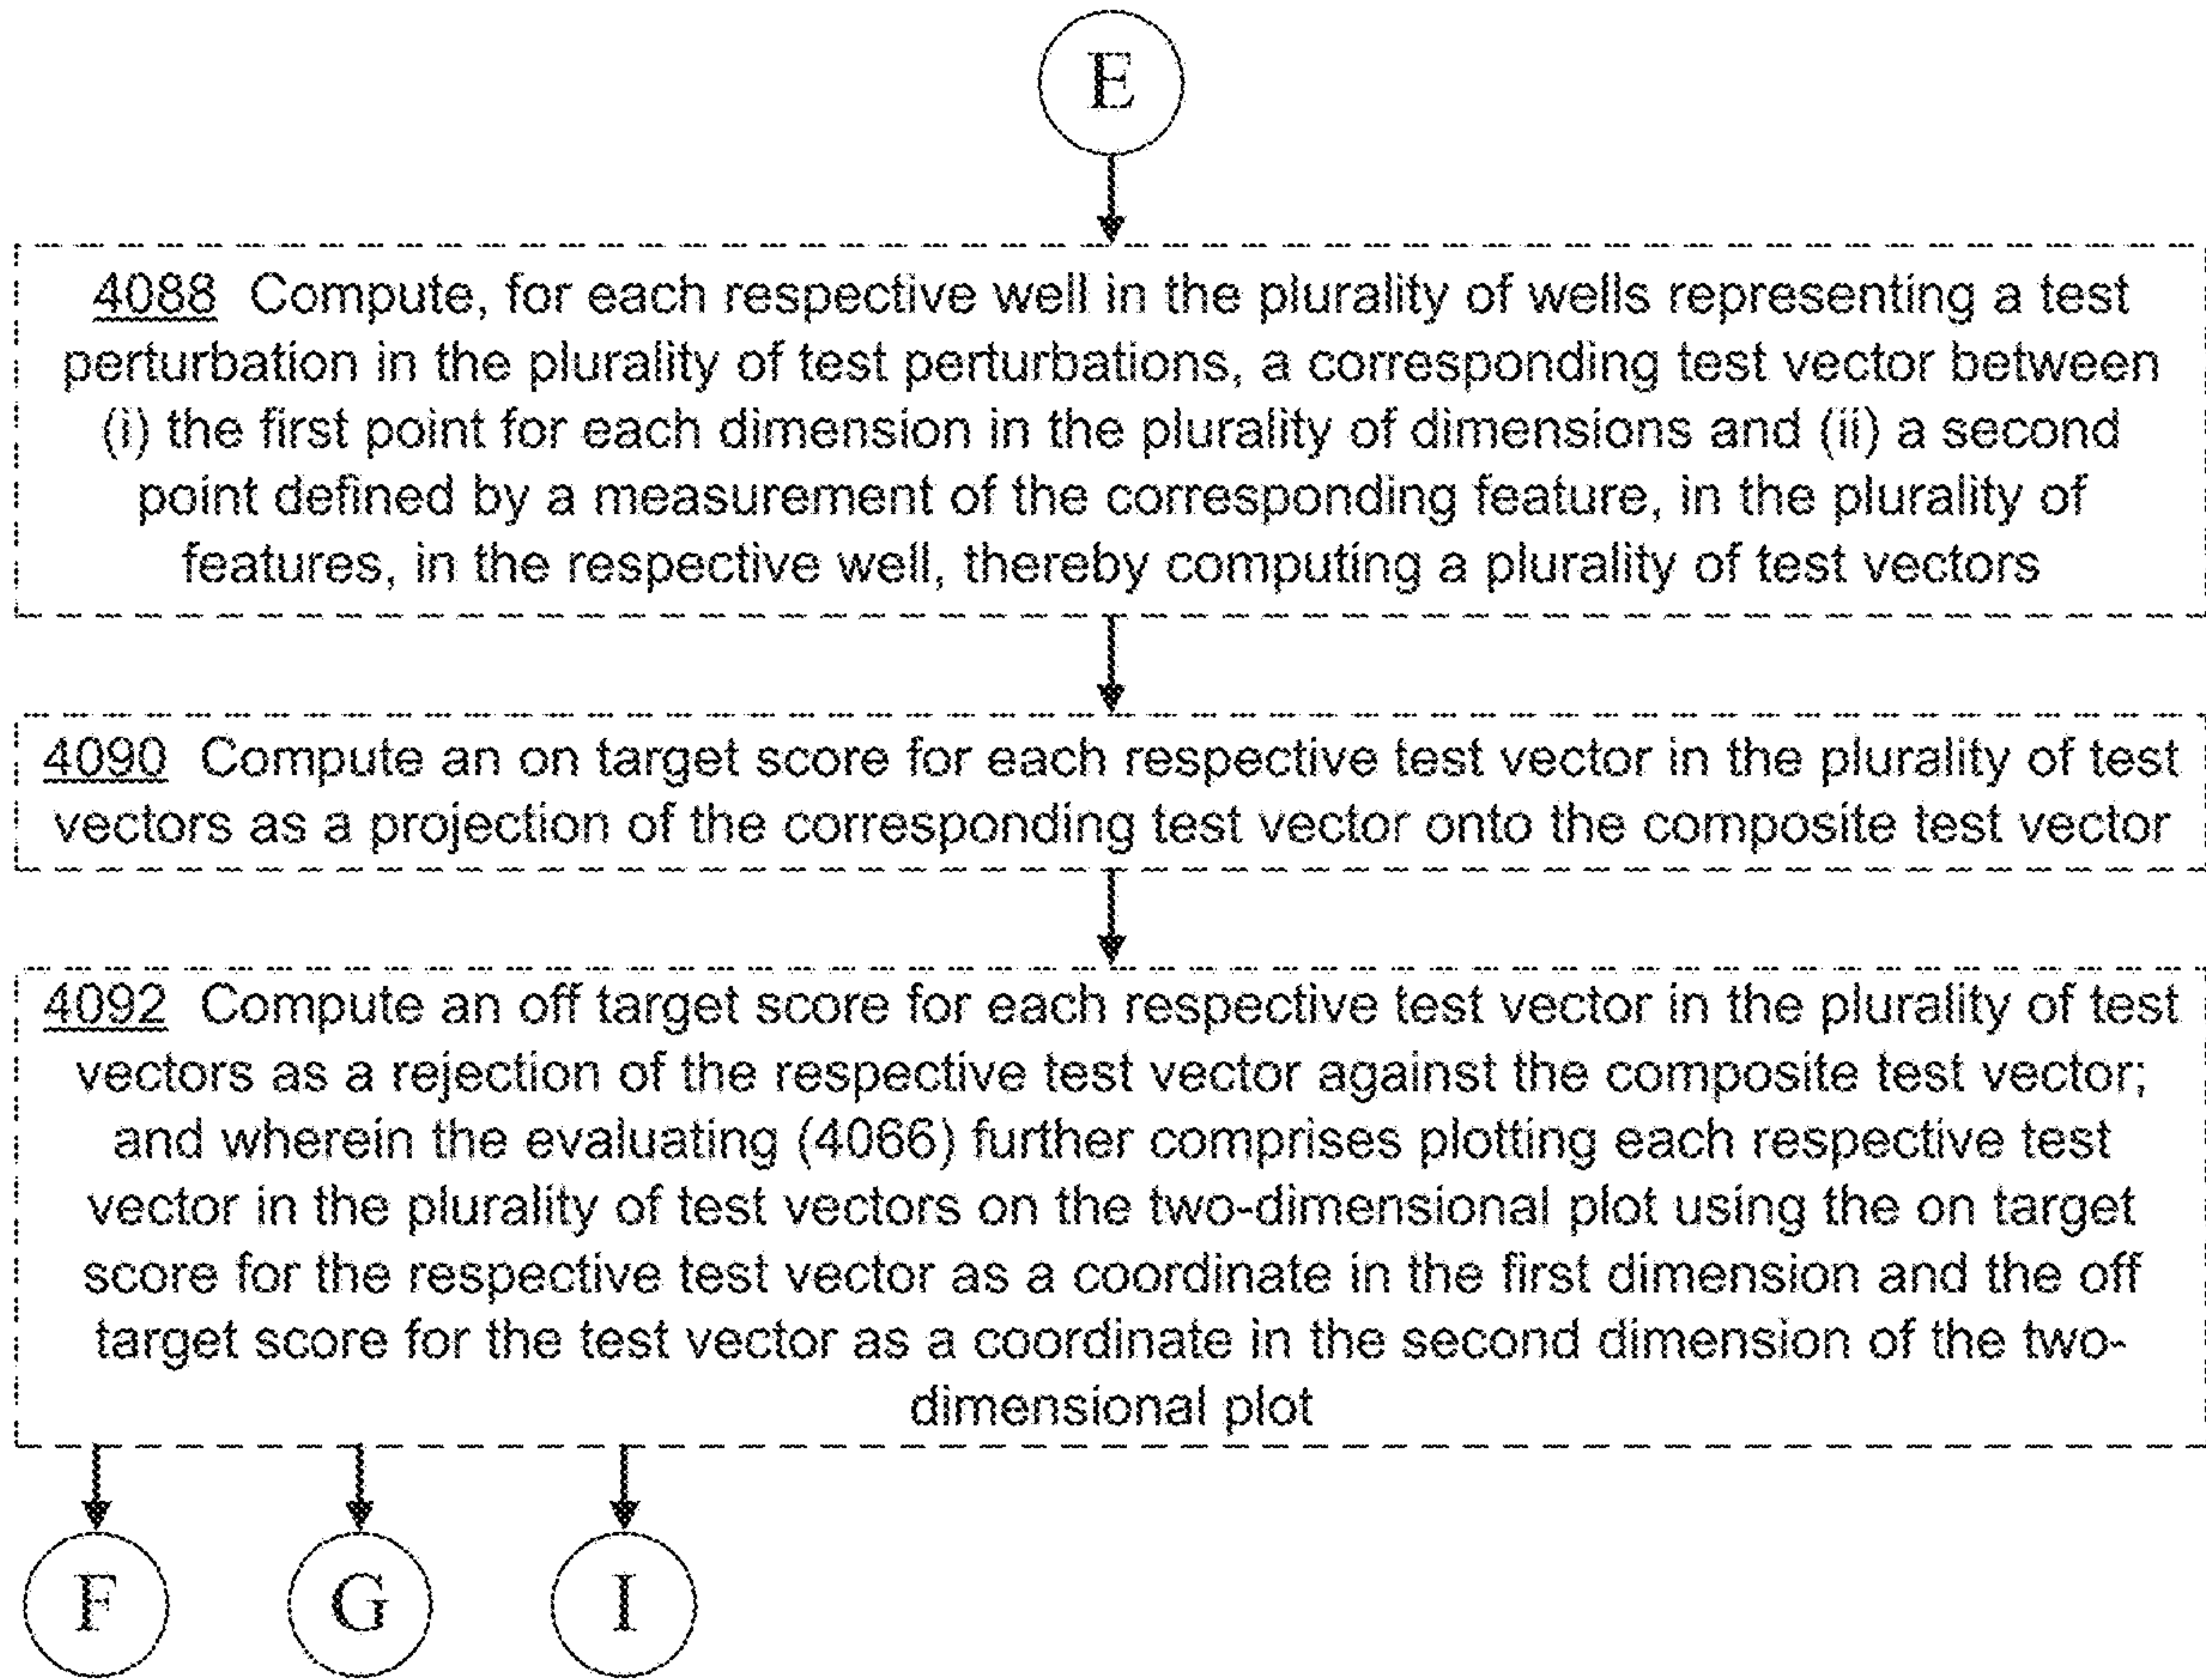 E
4088 Compute, for each respective well in the plurality of wells representing a test
perturbation in the plurality of test perturbations, a corresponding test vector between
(i) the first point for each dimension in the plurality of dimensions and (ii) a second
point defined by a measurement of the corresponding feature, in the plurality of
features, in the respective well, thereby computing a plurality of test vectors
4090 Compute an on target score for each respective test vector in the plurality of test
vectors as a projection of the corresponding test vector onto the composite test vector
4092 Compute an off target score for each respective test vector in the plurality of test
vectors as a rejection of the respective test vector against the composite test vector;
and wherein the evaluating (4066) further comprises plotting each respective test
vector in the plurality of test vectors on the two-dimensional plot using the on target
score for the respective test vector as a coordinate in the first dimension and the off
target score for the test vector as a coordinate in the second dimension of the two-
dimensional plot
F
G
I